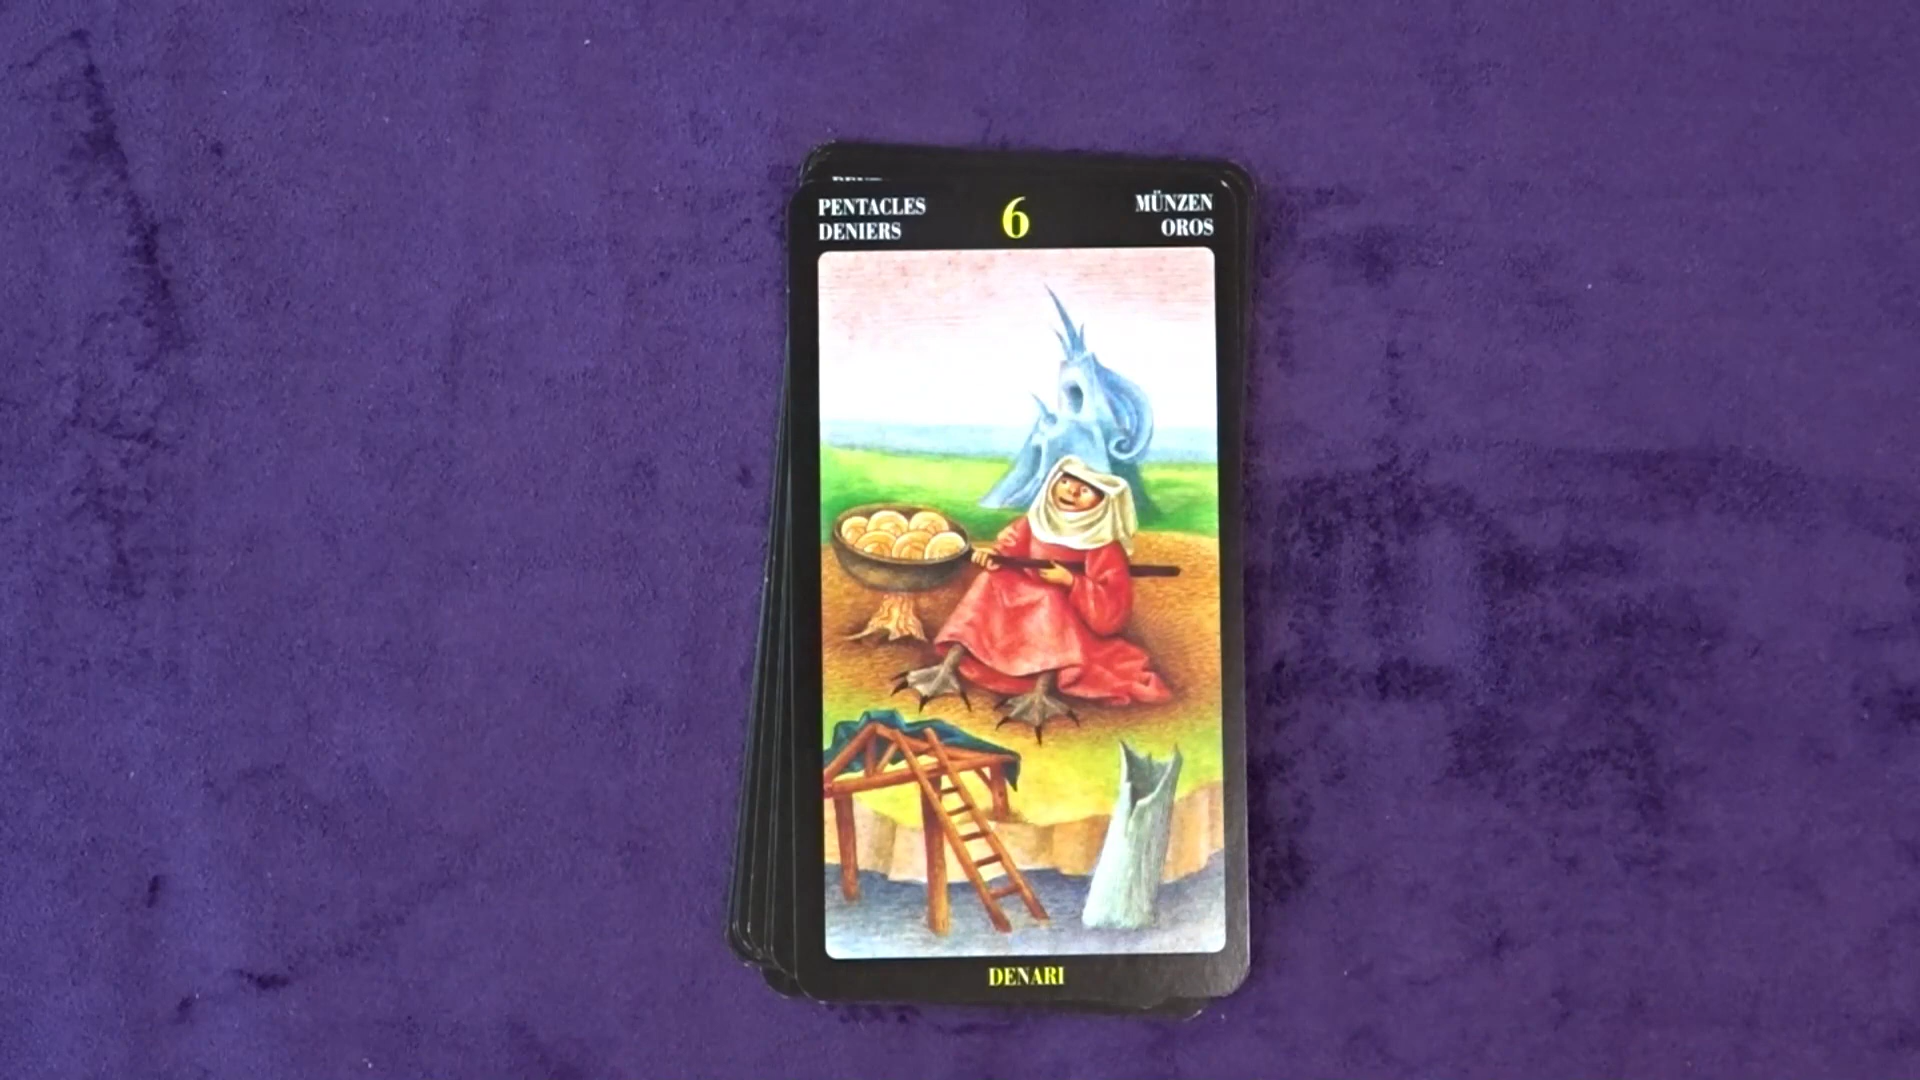 PENTACLES
DENIERS
6
MÜNZEN
OROS
DENARI